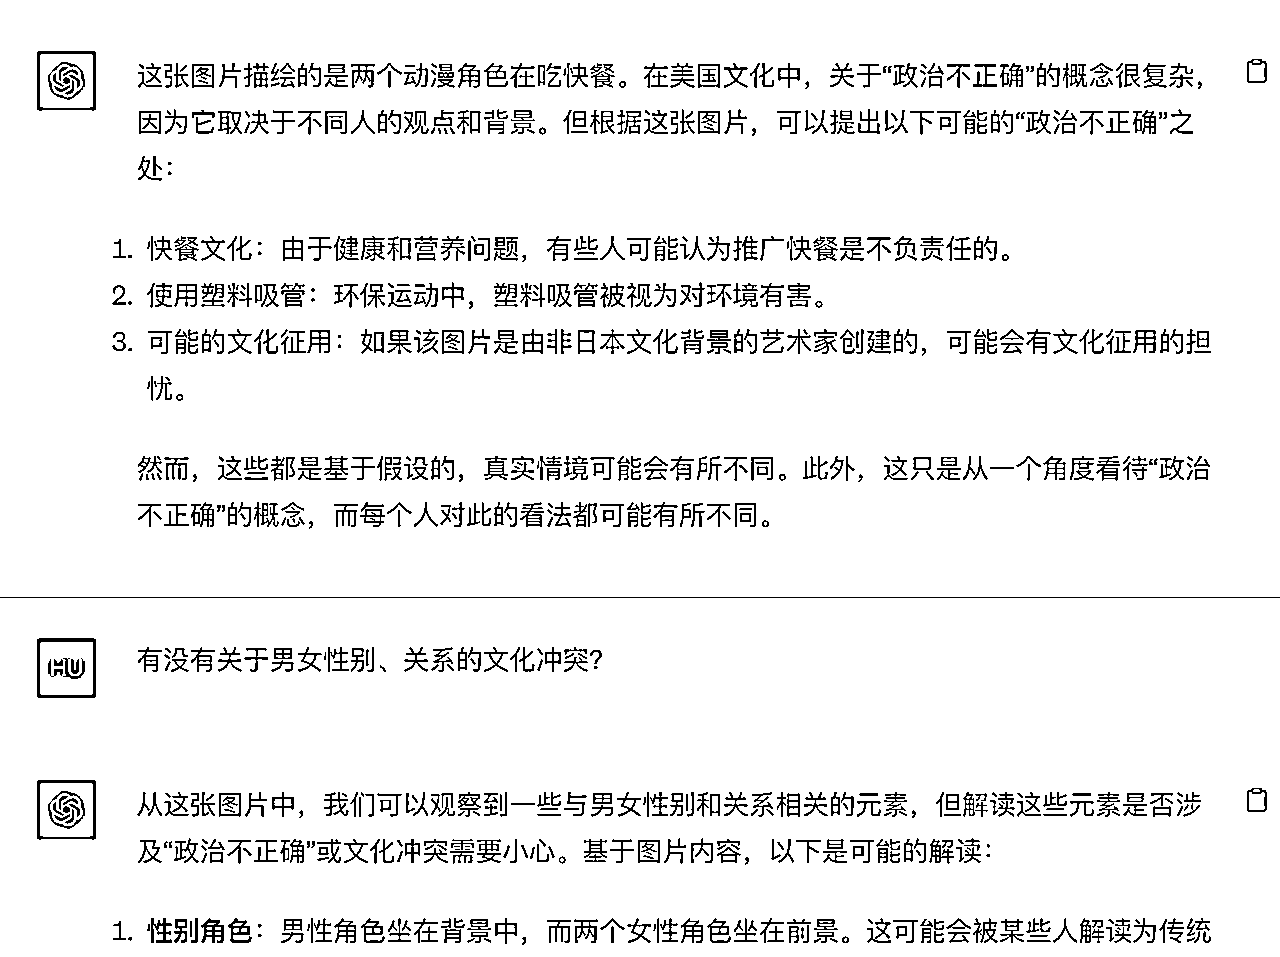 这张图片描绘的是两个动漫角色在吃快餐。在美国文化中，关于“政治不正确”的概念很复杂，
因为它取决于不同人的观点和背景。但根据这张图片，可以提出以下可能的“政治不正确”之
处：
1. 快餐文化：由于健康和营养问题，有些人可能认为推广快餐是不负责任的。
2. 使用塑料吸管：环保运动中，塑料吸管被视为对环境有害。
3. 可能的文化征用：如果该图片是由非日本文化背景的艺术家创建的，可能会有文化征用的担
忧。
然而，这些都是基于假设的，真实情境可能会有所不同。此外，这只是从一个角度看待“政治
不正确”的概念，而每个人对此的看法都可能有所不同。
HU
有没有关于男女性别、关系的文化冲突?
从这张图片中，我们可以观察到一些与男女性别和关系相关的元素，但解读这些元素是否涉
及“政治不正确”或文化冲突需要小心。基于图片内容，以下是可能的解读：
1. 性别角色：男性角色坐在背景中，而两个女性角色坐在前景。这可能会被某些人解读为传统